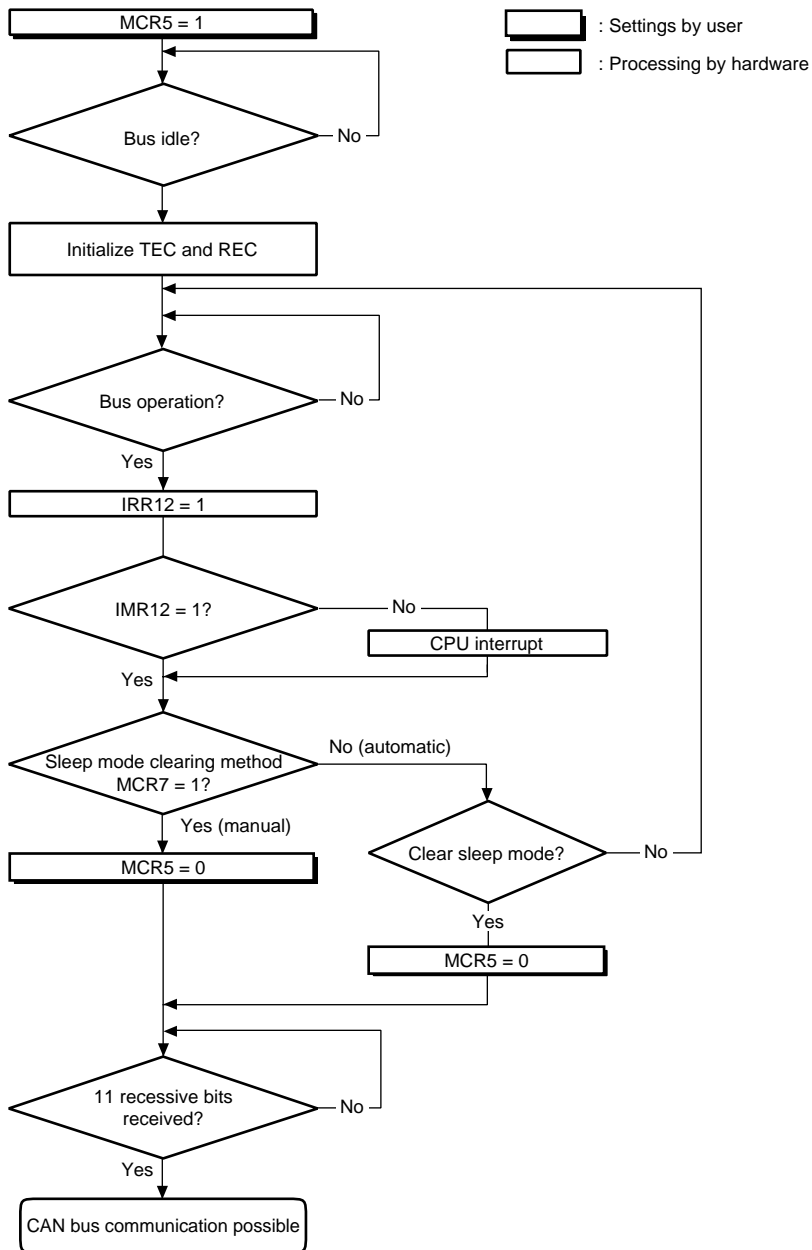 MCR5 = 1
: Settings by user
: Processing by hardware
Bus idle?
No
Initialize TEC and REC
Bus operation?
No
Yes
IRR12 = 1
IMR12 = 1?
No
CPU interrupt
Yes
Sleep mode clearing method
MCR7 = 1?
No (automatic)
Yes (manual)
Clear sleep mode?
No
MCR5 = 0
Yes
MCR5 = 0
11 recessive bits
received?
No
Yes
CAN bus communication possible